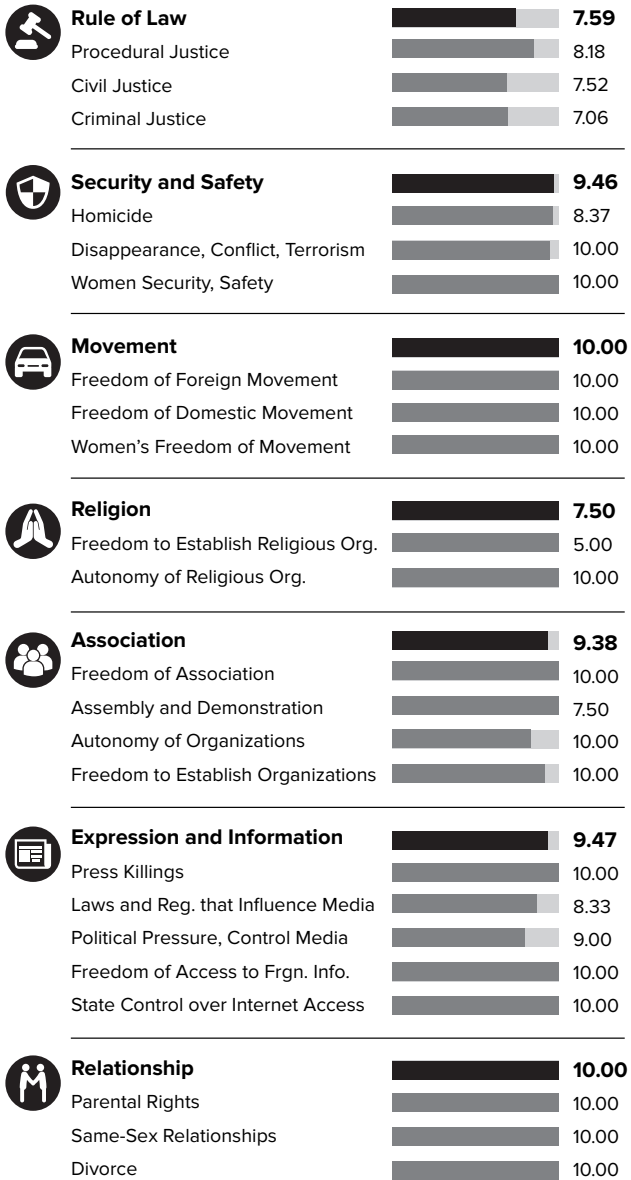 Rule of Law 7.59
Procedural Justice 8.18
Civil Justice 7.52
Criminal Justice 7.06
Security and Safety 9.46
Homicide 8.37
Disappearance, Conflict, Terrorism 10.00
Women Security, Safety 10.00
Movement 10.00
Freedom of Foreign Movement 10.00
Freedom of Domestic Movement 10.00
Women’s Freedom of Movement 10.00
Religion 7.50
Freedom to Establish Religious Org. 5.00
Autonomy of Religious Org. 10.00
Association 9.38
Freedom of Association 10.00
Assembly and Demonstration 7.50
Autonomy of Organizations 10.00
Freedom to Establish Organizations 10.00
Expression and Information 9.47
Press Killings 10.00
Laws and Reg. that Influence Media 8.33
Political Pressure, Control Media 9.00
Freedom of Access to Frgn. Info. 10.00
State Control over Internet Access 10.00
Relationship 10.00
Parental Rights 10.00
Same-Sex Relationships 10.00
Divorce 10.00